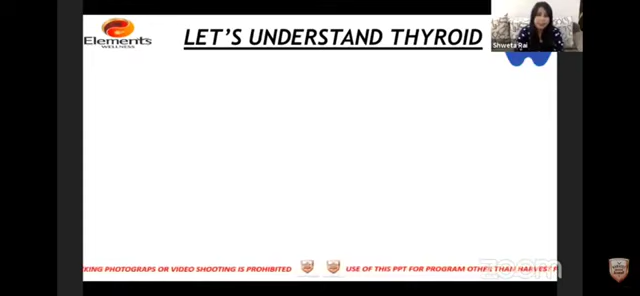 Elements
WELLNESS
LET'S UNDERSTAND THYROID
Shweta Rai
KING PHOTOGRAPS OR VIDEO SHOOTING IS PROHIBITED
USE OF THIS PPT FOR PROGRAM OTHER THAN HARVEST
zoom